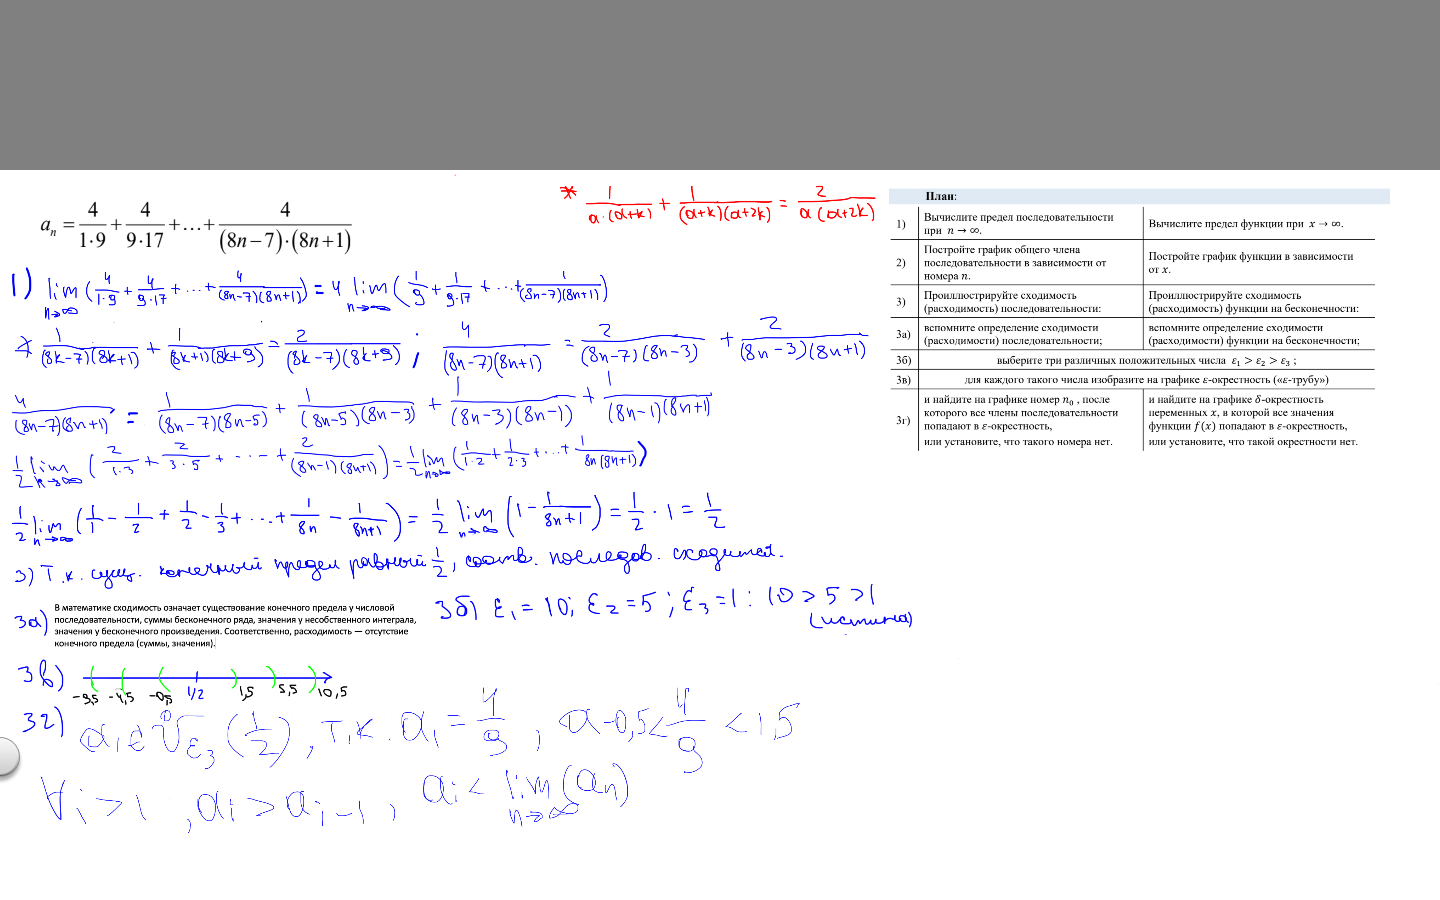 * 1/(a·(a+k)) + 1/((a+k)(a+2k)) = 2/(a(a+2k))
a_n = 4/(1·9) + 4/(9·17) + … + 4/((8n−7)·(8n+1))
1) lim n→∞ (4/(1·9) + 4/(9·17) + ... + 4/((8n-7)(8n+1))) = 4 lim n→∞ (1/9 + 1/(9·17) + ... + 1/((8n-7)(8n+1)))
* 1/((8k-7)(8k+1)) + 1/((8k+1)(8k+9)) = 2/((8k-7)(8k+9)) ; 4/((8n-7)(8n+1)) = 2/((8n-7)(8n-3)) + 2/((8n-3)(8n+1))
4/((8n-7)(8n+1)) = 1/((8n-7)(8n-5)) + 1/((8n-5)(8n-3)) + 1/((8n-3)(8n-1)) + 1/((8n-1)(8n+1))
1/2 lim n→∞ (2/(1·3) + 2/(3·5) + ... + 2/((8n-1)(8n+1))) = 1/2 lim n→∞ (1/(1·2) + 1/(2·3) + ... + 1/(8n(8n+1)))
1/2 lim n→∞ (1/1 - 1/2 + 1/2 - 1/3 + ... + 1/8n - 1/(8n+1)) = 1/2 lim n→∞ (1 - 1/(8n+1)) = 1/2 · 1 = 1/2
3) Т.к. сущ. конечный предел равный 1/2, соотв. последов. сходится.
3а)
В математике сходимость означает существование конечного предела у числовой
последовательности, суммы бесконечного ряда, значения у несобственного интеграла,
значения у бесконечного произведения. Соответственно, расходимость — отсутствие
конечного предела (суммы, значения).
3б) ε₁ = 10; ε₂ = 5; ε₃ = 1 : 10 > 5 > 1
(истина)
3в)
-9,5 -4,5 -0,5 1/2 1,5 5,5 10,5
3г) a₁ ∈ U_ε₃ (1/2), т.к. a₁ = 4/9, а -0,5 < 4/9 < 1,5
∀i > 1, aᵢ > aᵢ₋₁, aᵢ < lim n→∞ (aₙ)
План:
1) Вычислите предел последовательности
при n → ∞.
Вычислите предел функции при x → ∞.
2) Постройте график общего члена
последовательности в зависимости от
номера n.
Постройте график функции в зависимости
от x.
3) Проиллюстрируйте сходимость
(расходимость) последовательности:
Проиллюстрируйте сходимость
(расходимость) функции на бесконечности:
3а) вспомните определение сходимости
(расходимости) последовательности;
вспомните определение сходимости
(расходимости) функции на бесконечности;
3б) выберите три различных положительных числа ε₁ > ε₂ > ε₃ ;
3в) для каждого такого числа изобразите на графике ε-окрестность («ε-трубу»)
3г) и найдите на графике номер n₀ , после
которого все члены последовательности
попадают в ε-окрестность,
или установите, что такого номера нет.
и найдите на графике δ-окрестность
переменных x, в которой все значения
функции f(x) попадают в ε-окрестность,
или установите, что такой окрестности нет.